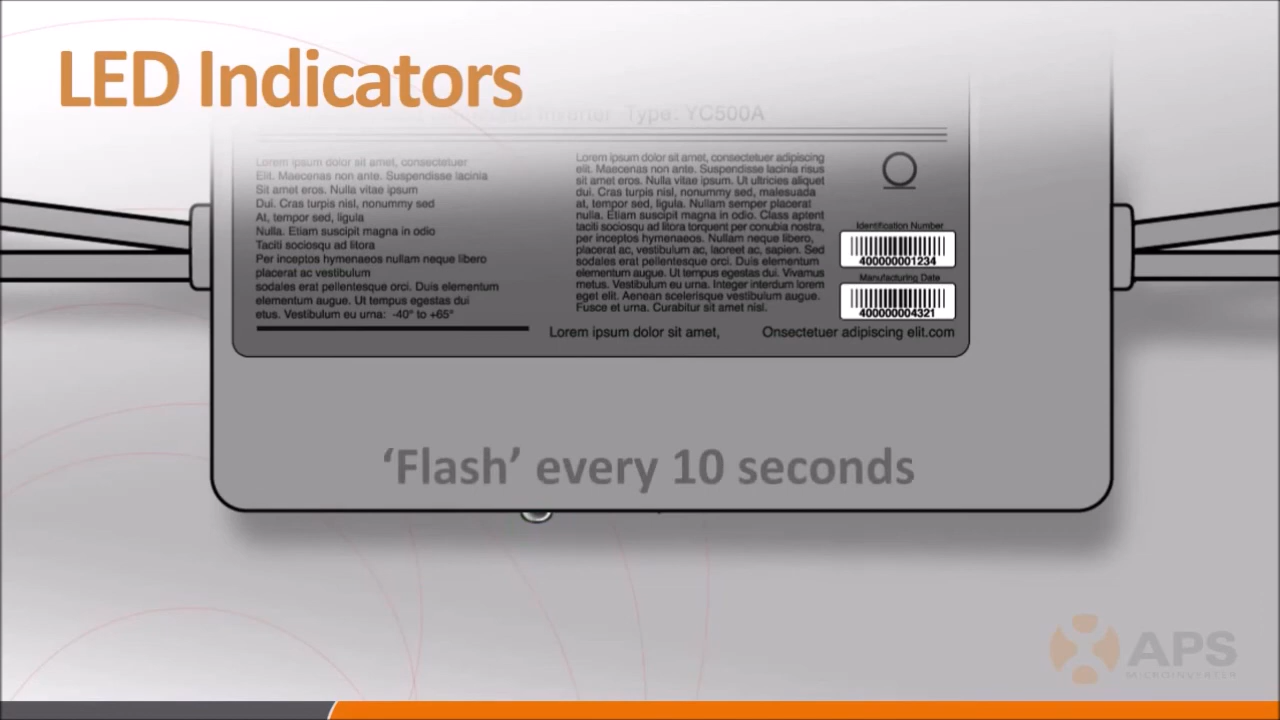 LED Indicators
Inverter Type: YC500A
Lorem ipsum dolor sit amet, consectetuer
Elit. Maecenas non ante. Suspendisse lacinia
Sit amet eros. Nulla vitae ipsum
Dui. Cras turpis nisl, nonummy sed
At, tempor sed, ligula
Nulla. Etiam suscipit magna in odio
Taciti sociosqu ad litora
Per inceptos hymenaeos nullam neque libero
placerat ac vestibulum
sodales erat pellentesque orci. Duis elementum
elementum augue. Ut tempus egestas dui
etus. Vestibulum eu urna: -40° to +65°
Lorem ipsum dolor sit amet, consectetuer adipiscing
elit. Maecenas non ante. Suspendisse lacinia risus
sit amet eros. Nulla vitae ipsum. Ut ultricies aliquet
dui. Cras turpis nisl, nonummy sed, malesuada
at, tempor sed, ligula. Nullam semper placerat
nulla. Etiam suscipit magna in odio. Class aptent
taciti sociosqu ad litora torquent per conubia nostra,
per inceptos hymenaeos. Nullam neque libero,
placerat ac, vestibulum ac, laoreet ac, sapien. Sed
sodales erat pellentesque orci. Duis elementum
elementum augue. Ut tempus egestas dui. Vivamus
metus. Vestibulum eu urna. Integer interdum lorem
eget elit. Aenean scelerisque vestibulum augue.
Fusce et urna. Curabitur sit amet nisl.
Identification Number
400000001234
Manufacturing Date
400000004321
Lorem ipsum dolor sit amet,
Onsectetuer adipiscing elit.com
‘Flash’ every 10 seconds
APS
MICROINVERTER